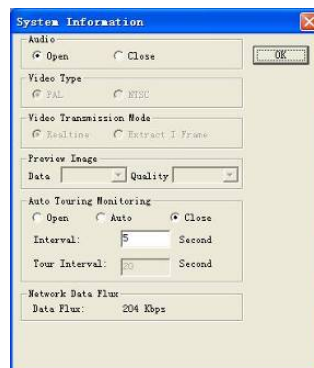 System Information
Audio
Open Close
OK
Video Type
PAL NTSC
Video Transmission Mode
Realtime Extract I Frame
Preview Image
Data Quality
Auto Touring Monitoring
Open Auto Close
Interval: 5 Second
Tour Interval: 20 Second
Network Data Flux
Data Flux: 204 Kbps